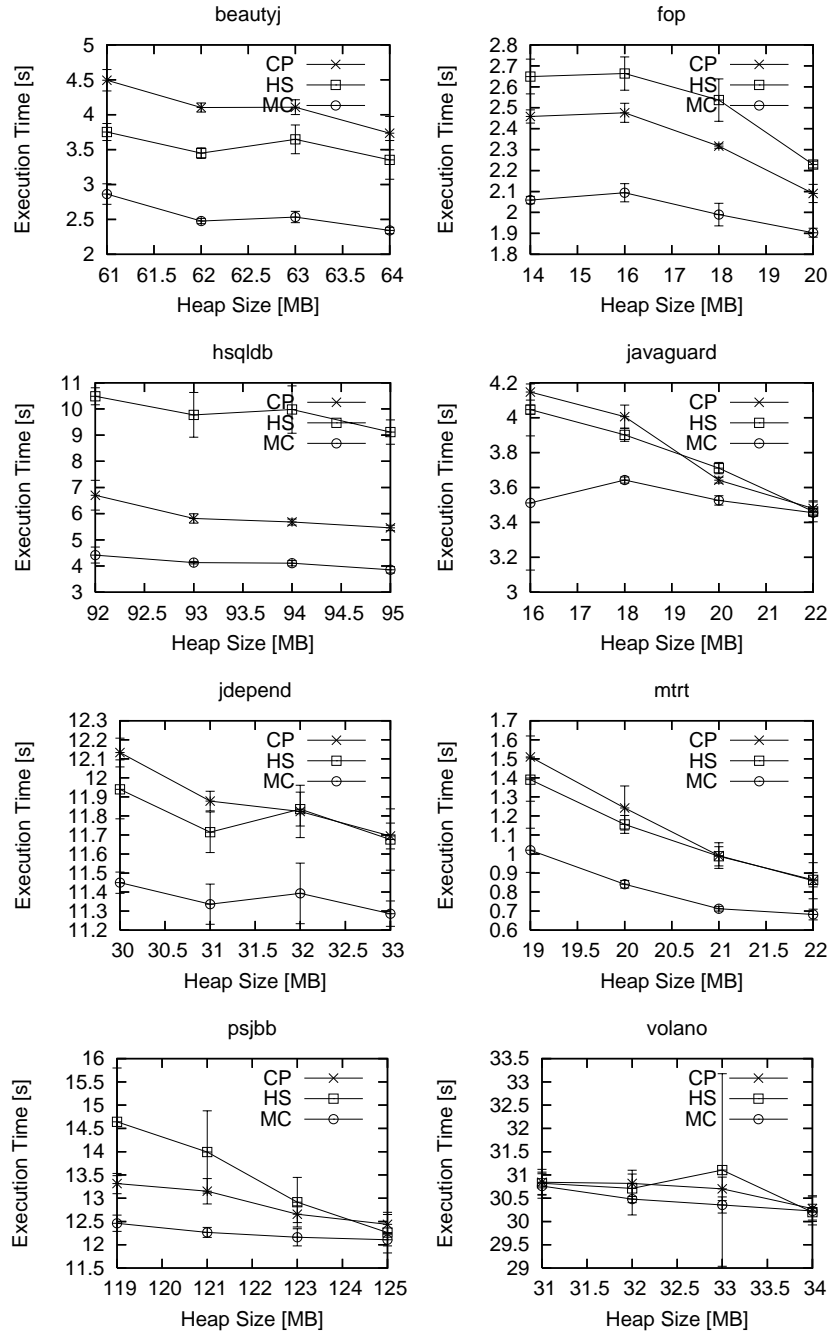 beautyj
Execution Time [s]
5
4.5
4
3.5
3
2.5
2
CP
HS
MC
61 61.5 62 62.5 63 63.5 64
Heap Size [MB]
fop
Execution Time [s]
2.8
2.7
2.6
2.5
2.4
2.3
2.2
2.1
2
1.9
1.8
CP
HS
MC
14 15 16 17 18 19 20
Heap Size [MB]
hsqldb
Execution Time [s]
11
10
9
8
7
6
5
4
3
CP
HS
MC
92 92.5 93 93.5 94 94.5 95
Heap Size [MB]
javaguard
Execution Time [s]
4.2
4
3.8
3.6
3.4
3.2
3
CP
HS
MC
16 17 18 19 20 21 22
Heap Size [MB]
jdepend
Execution Time [s]
12.3
12.2
12.1
12
11.9
11.8
11.7
11.6
11.5
11.4
11.3
11.2
CP
HS
MC
30 30.5 31 31.5 32 32.5 33
Heap Size [MB]
mtrt
Execution Time [s]
1.7
1.6
1.5
1.4
1.3
1.2
1.1
1
0.9
0.8
0.7
0.6
CP
HS
MC
19 19.5 20 20.5 21 21.5 22
Heap Size [MB]
psjbb
Execution Time [s]
16
15.5
15
14.5
14
13.5
13
12.5
12
11.5
CP
HS
MC
119 120 121 122 123 124 125
Heap Size [MB]
volano
Execution Time [s]
33.5
33
32.5
32
31.5
31
30.5
30
29.5
29
CP
HS
MC
31 31.5 32 32.5 33 33.5 34
Heap Size [MB]